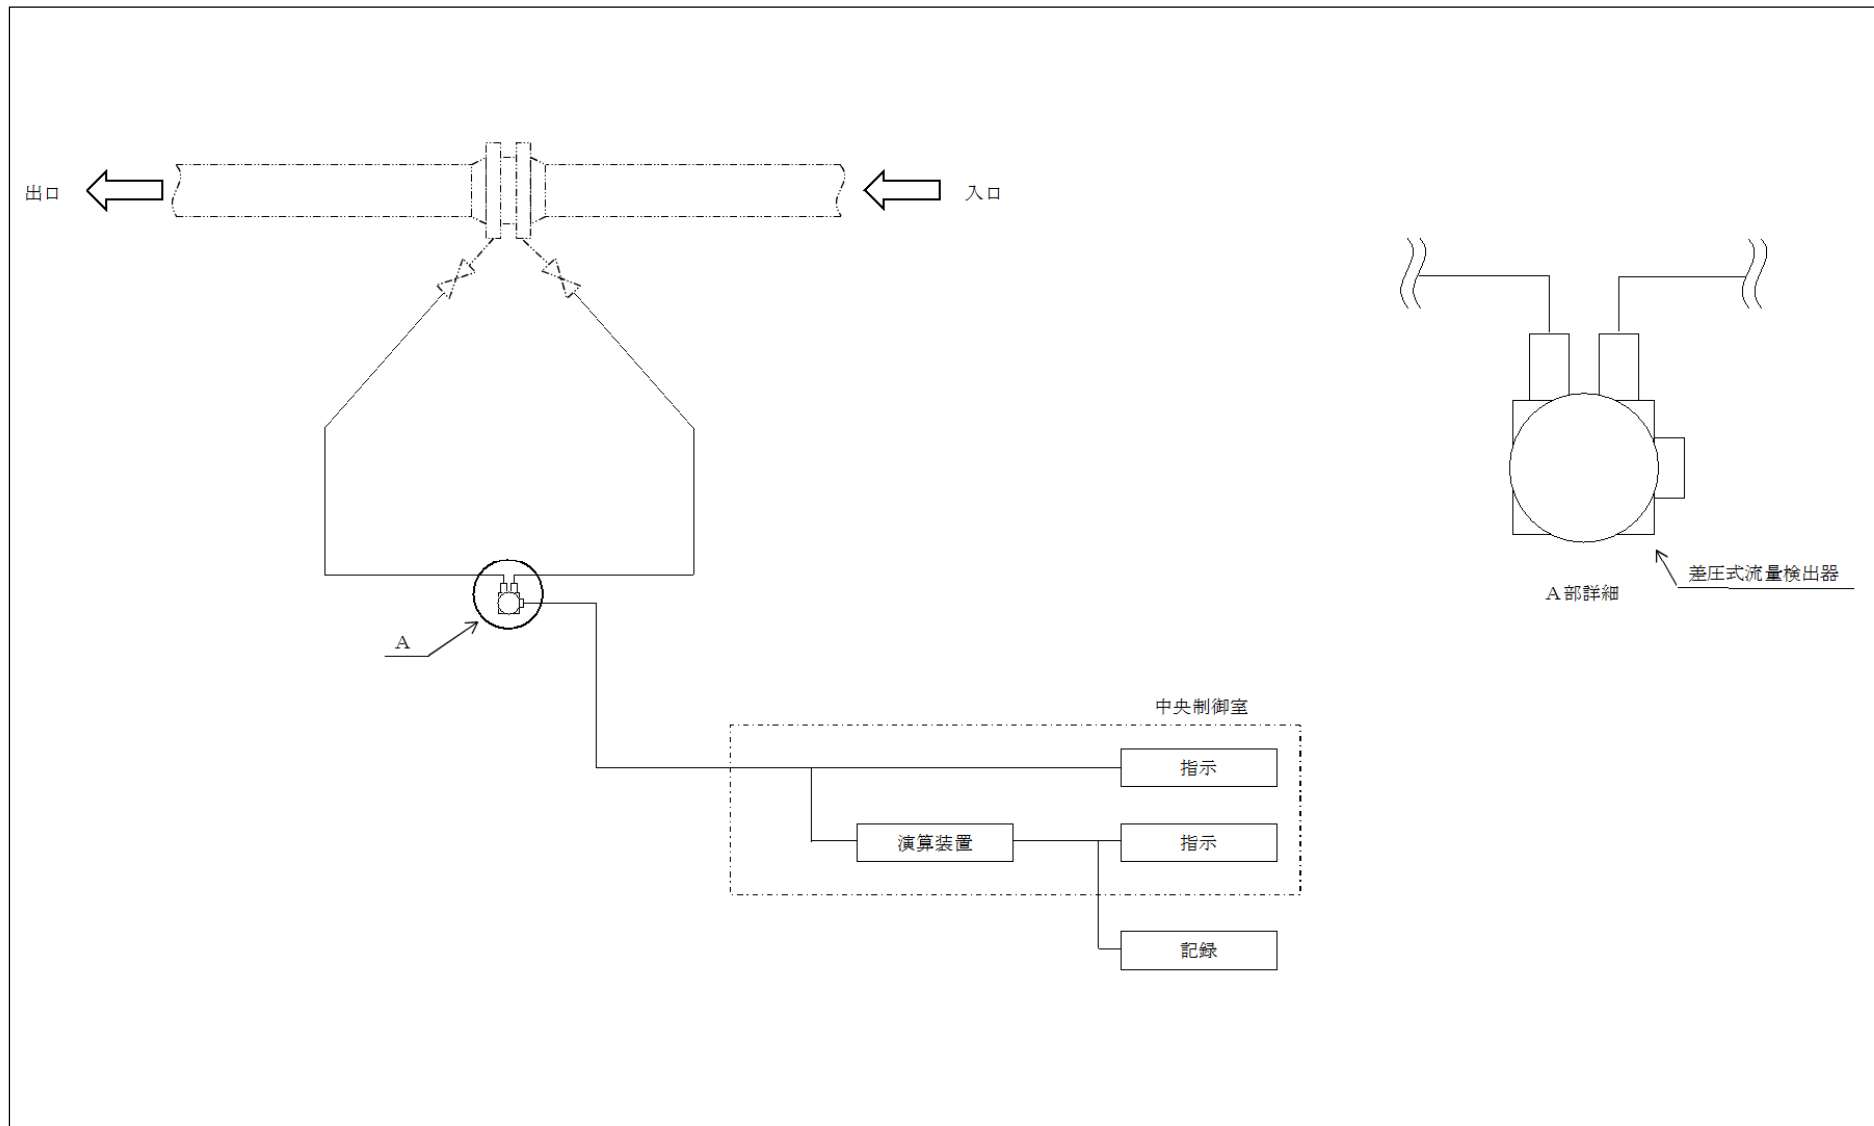 出口
入口
差圧式流量検出器
A部詳細
A
中央制御室
指示
演算装置
指示
記録